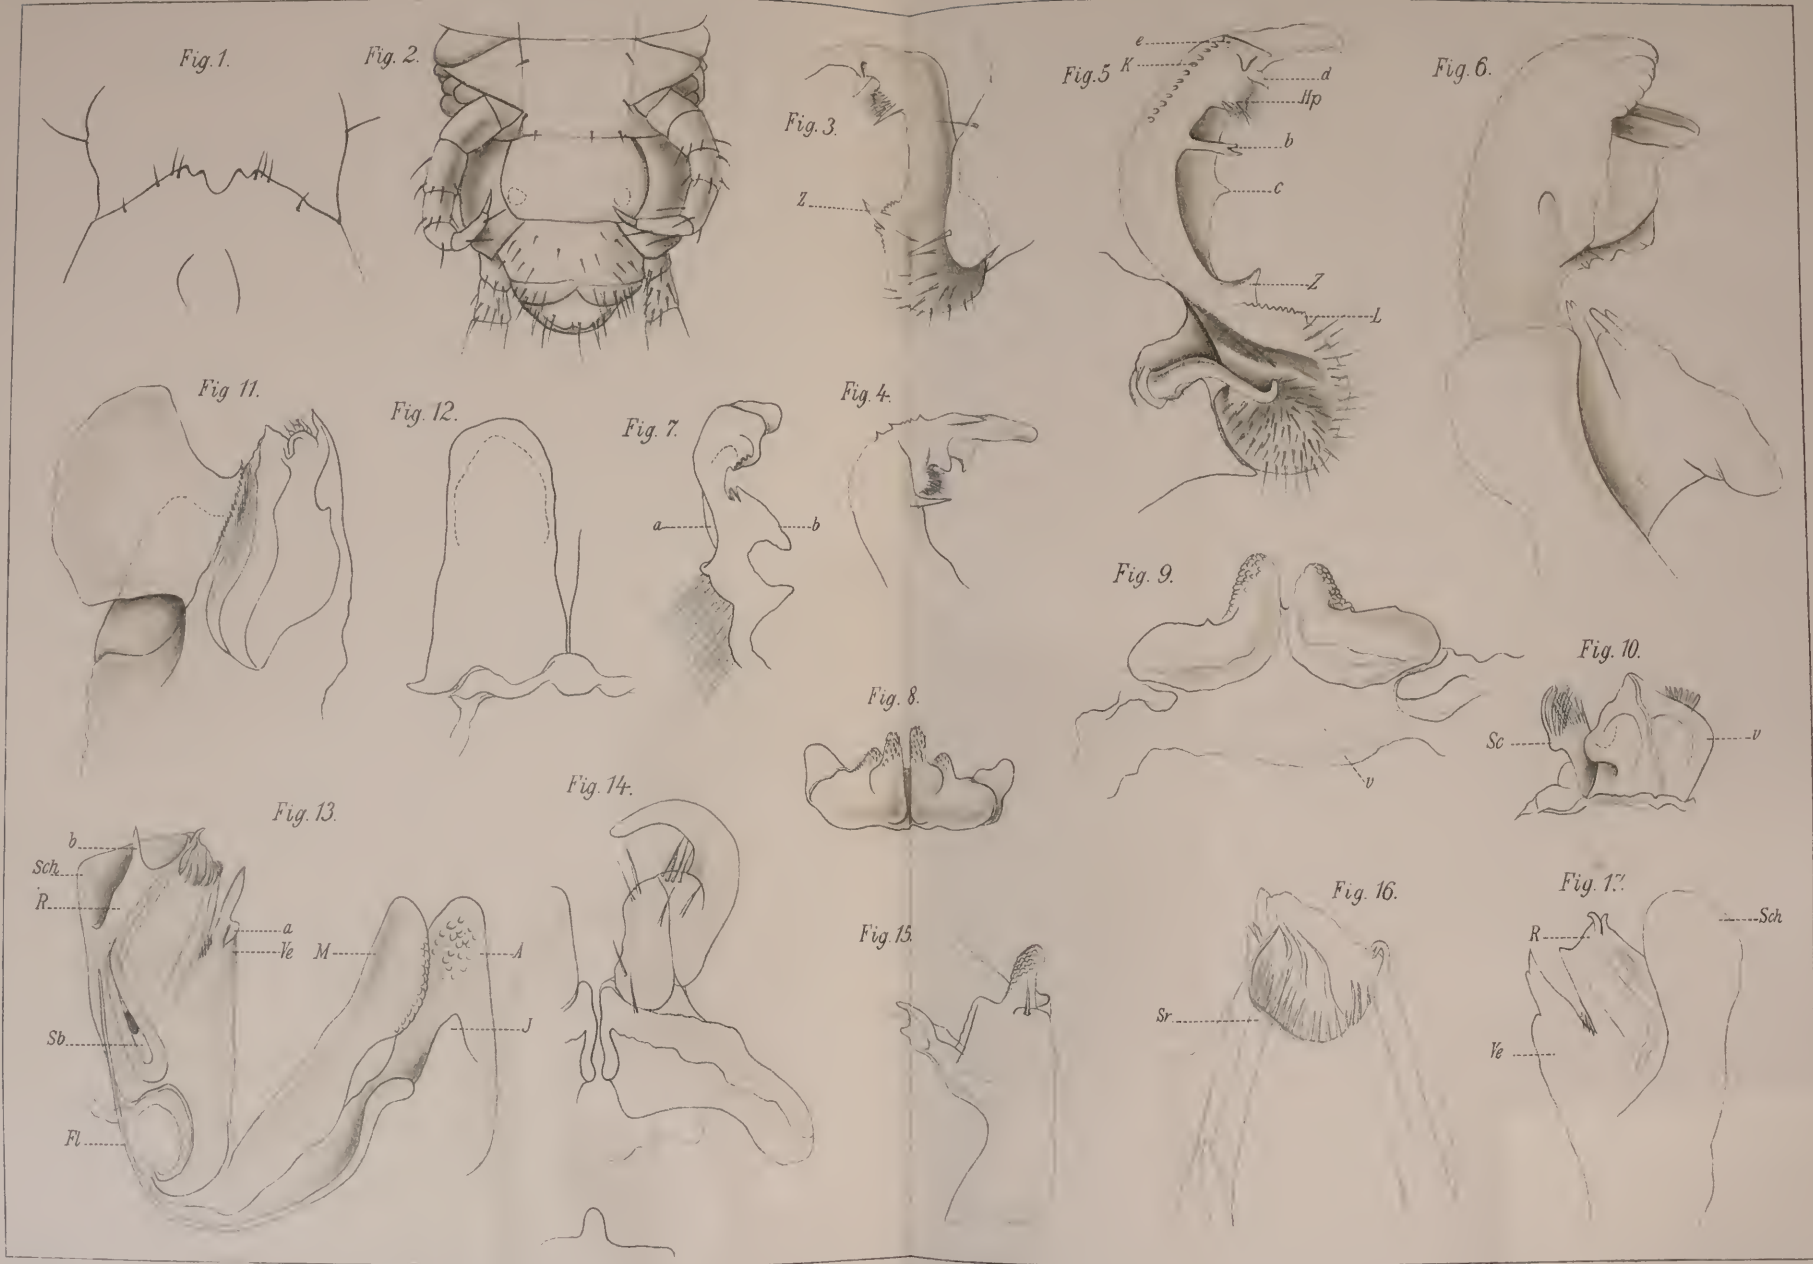 Fig. 1.
Fig. 2.
Fig. 3.
Z
Fig. 5
e
K
d
Hp
b
c
Z
L
Fig. 6.
Fig 11.
Fig. 12.
Fig. 7.
a
b
Fig. 4.
Fig. 9.
v
Fig. 8.
Fig. 10.
Sc
v
Fig. 13.
b
Sch
R
a
Ve
M
A
J
Sb
Fl
Fig. 14.
Fig. 15.
Fig. 16.
Sr
Fig. 17.
Sch
R
Ve